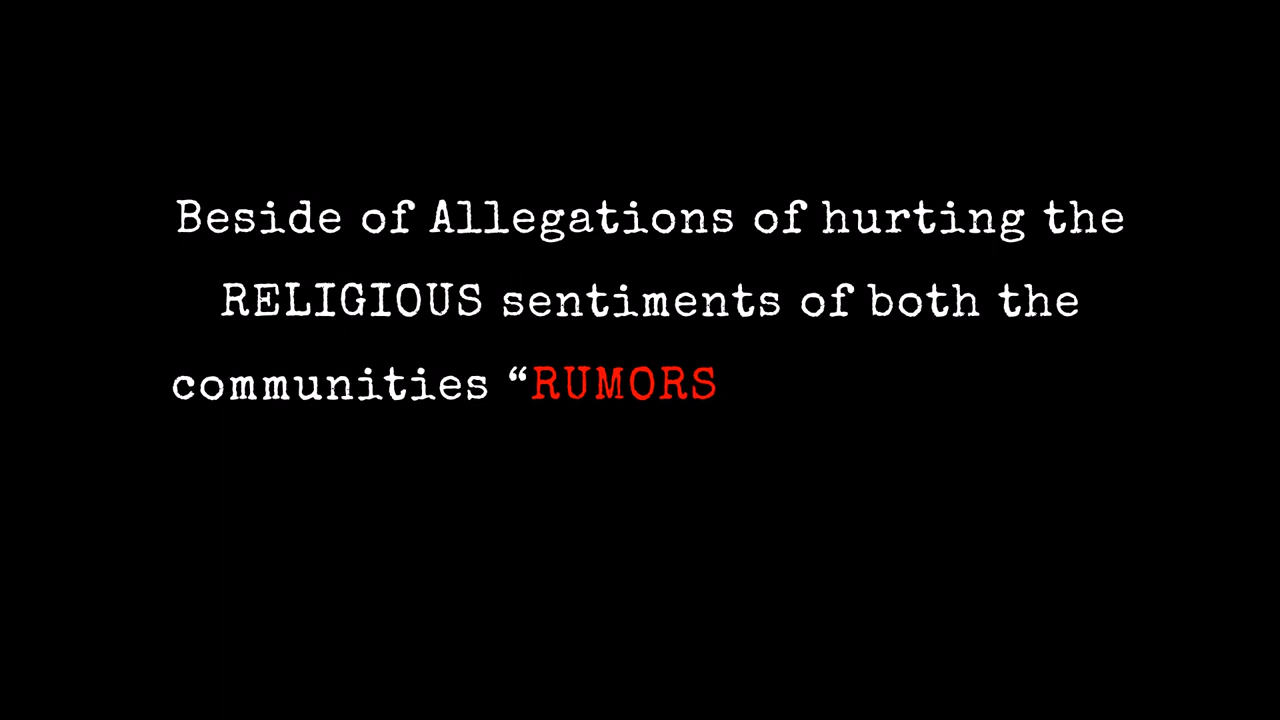 Beside of Allegations of hurting the
RELIGIOUS sentiments of both the
communities “RUMORS